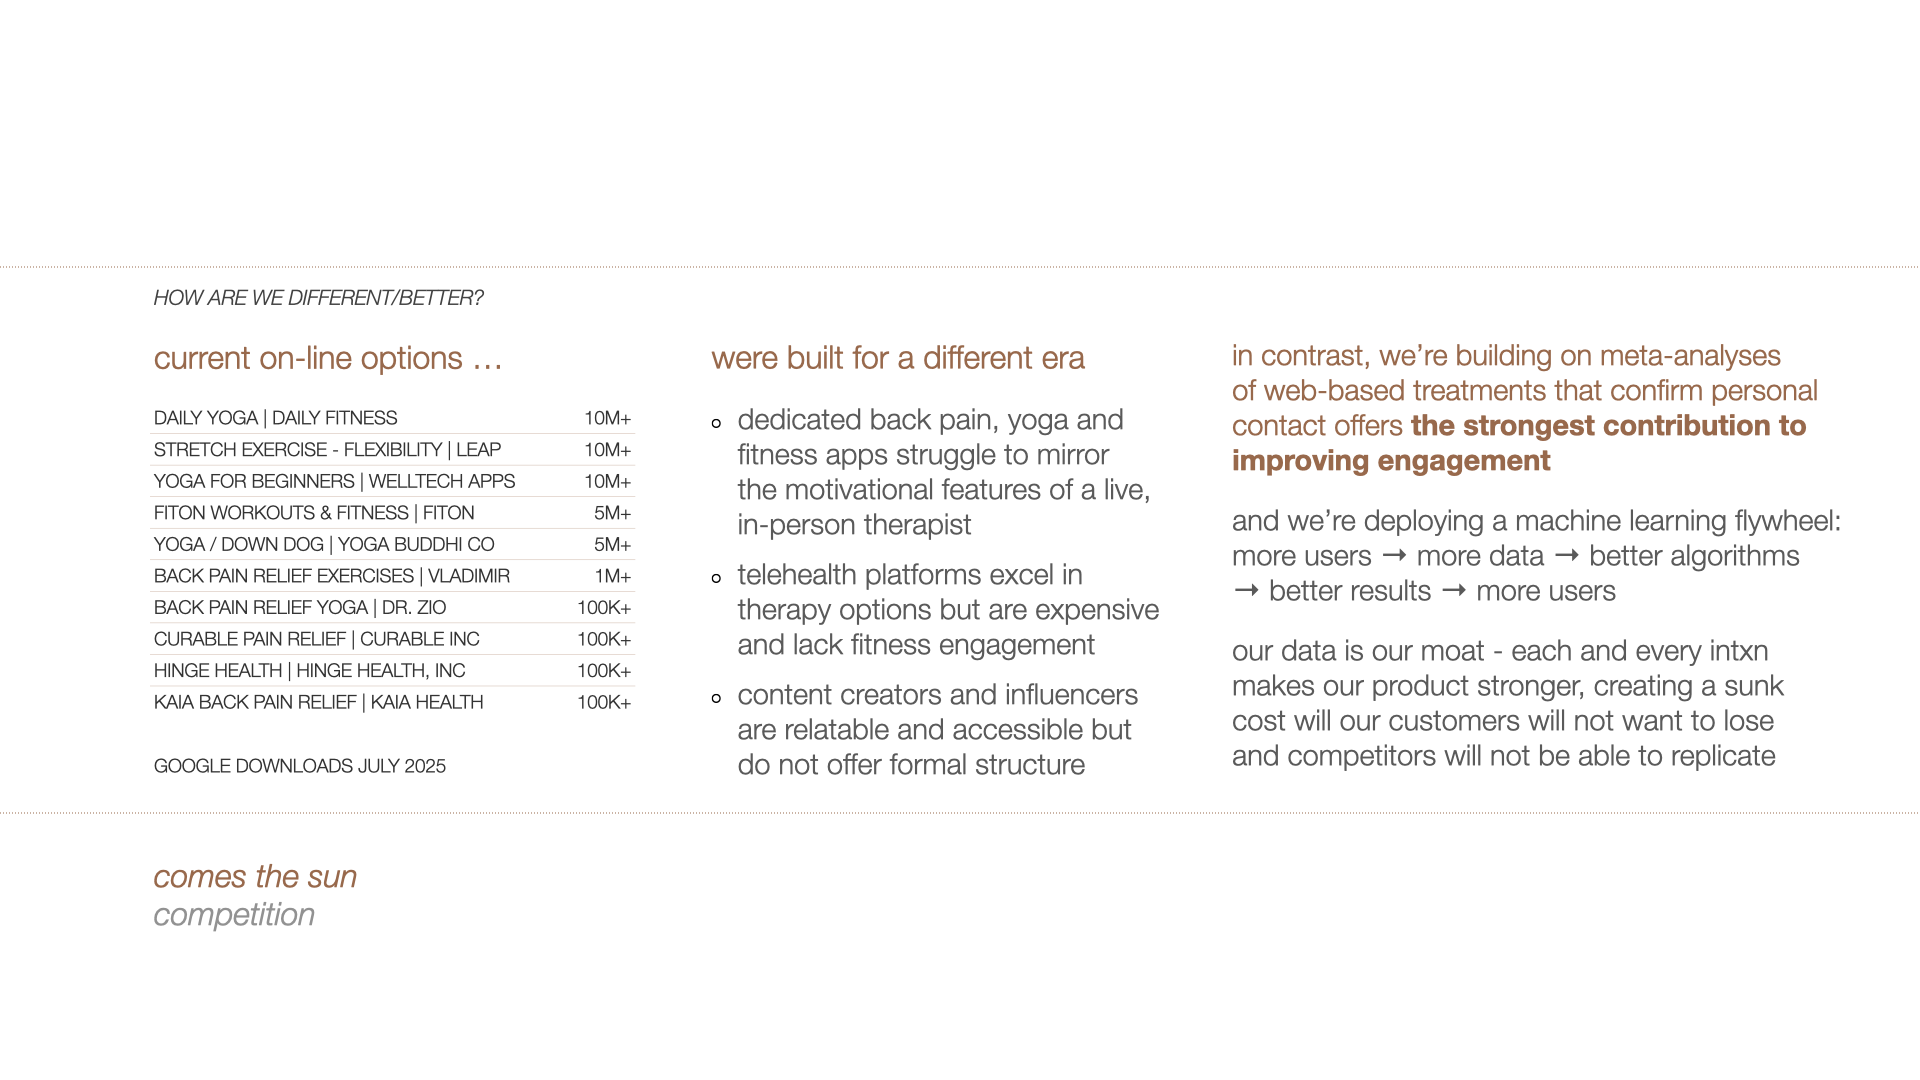 HOW ARE WE DIFFERENT/BETTER?
current on-line options …
DAILY YOGA | DAILY FITNESS 10M+
STRETCH EXERCISE - FLEXIBILITY | LEAP 10M+
YOGA FOR BEGINNERS | WELLTECH APPS 10M+
FITON WORKOUTS & FITNESS | FITON 5M+
YOGA / DOWN DOG | YOGA BUDDHI CO 5M+
BACK PAIN RELIEF EXERCISES | VLADIMIR 1M+
BACK PAIN RELIEF YOGA | DR. ZIO 100K+
CURABLE PAIN RELIEF | CURABLE INC 100K+
HINGE HEALTH | HINGE HEALTH, INC 100K+
KAIA BACK PAIN RELIEF | KAIA HEALTH 100K+
GOOGLE DOWNLOADS JULY 2025
were built for a different era
dedicated back pain, yoga and
fitness apps struggle to mirror
the motivational features of a live,
in-person therapist
telehealth platforms excel in
therapy options but are expensive
and lack fitness engagement
content creators and influencers
are relatable and accessible but
do not offer formal structure
in contrast, we’re building on meta-analyses
of web-based treatments that confirm personal
contact offers the strongest contribution to
improving engagement
and we’re deploying a machine learning flywheel:
more users → more data → better algorithms
→ better results → more users
our data is our moat - each and every intxn
makes our product stronger, creating a sunk
cost will our customers will not want to lose
and competitors will not be able to replicate
comes the sun
competition